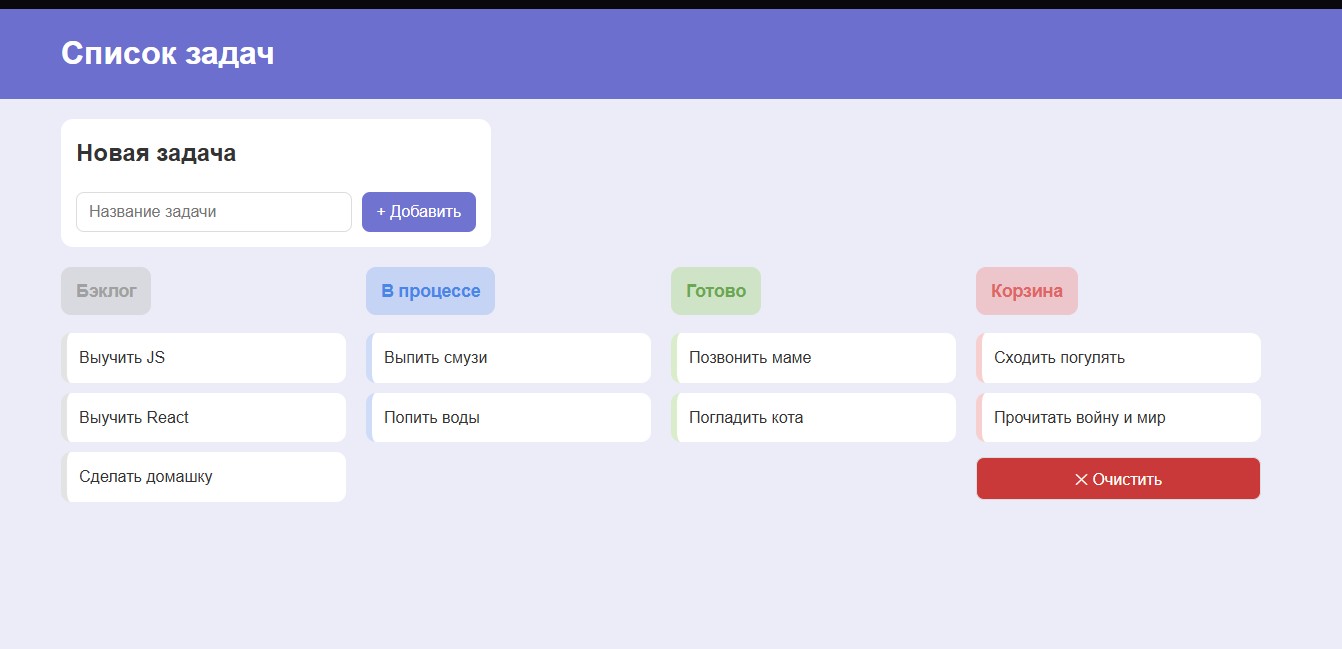 Список задач
Новая задача
Название задачи
+ Добавить
Бэклог
Выучить JS
Выучить React
Сделать домашку
В процессе
Выпить смузи
Попить воды
Готово
Позвонить маме
Погладить кота
Корзина
Сходить погулять
Прочитать войну и мир
× Очистить